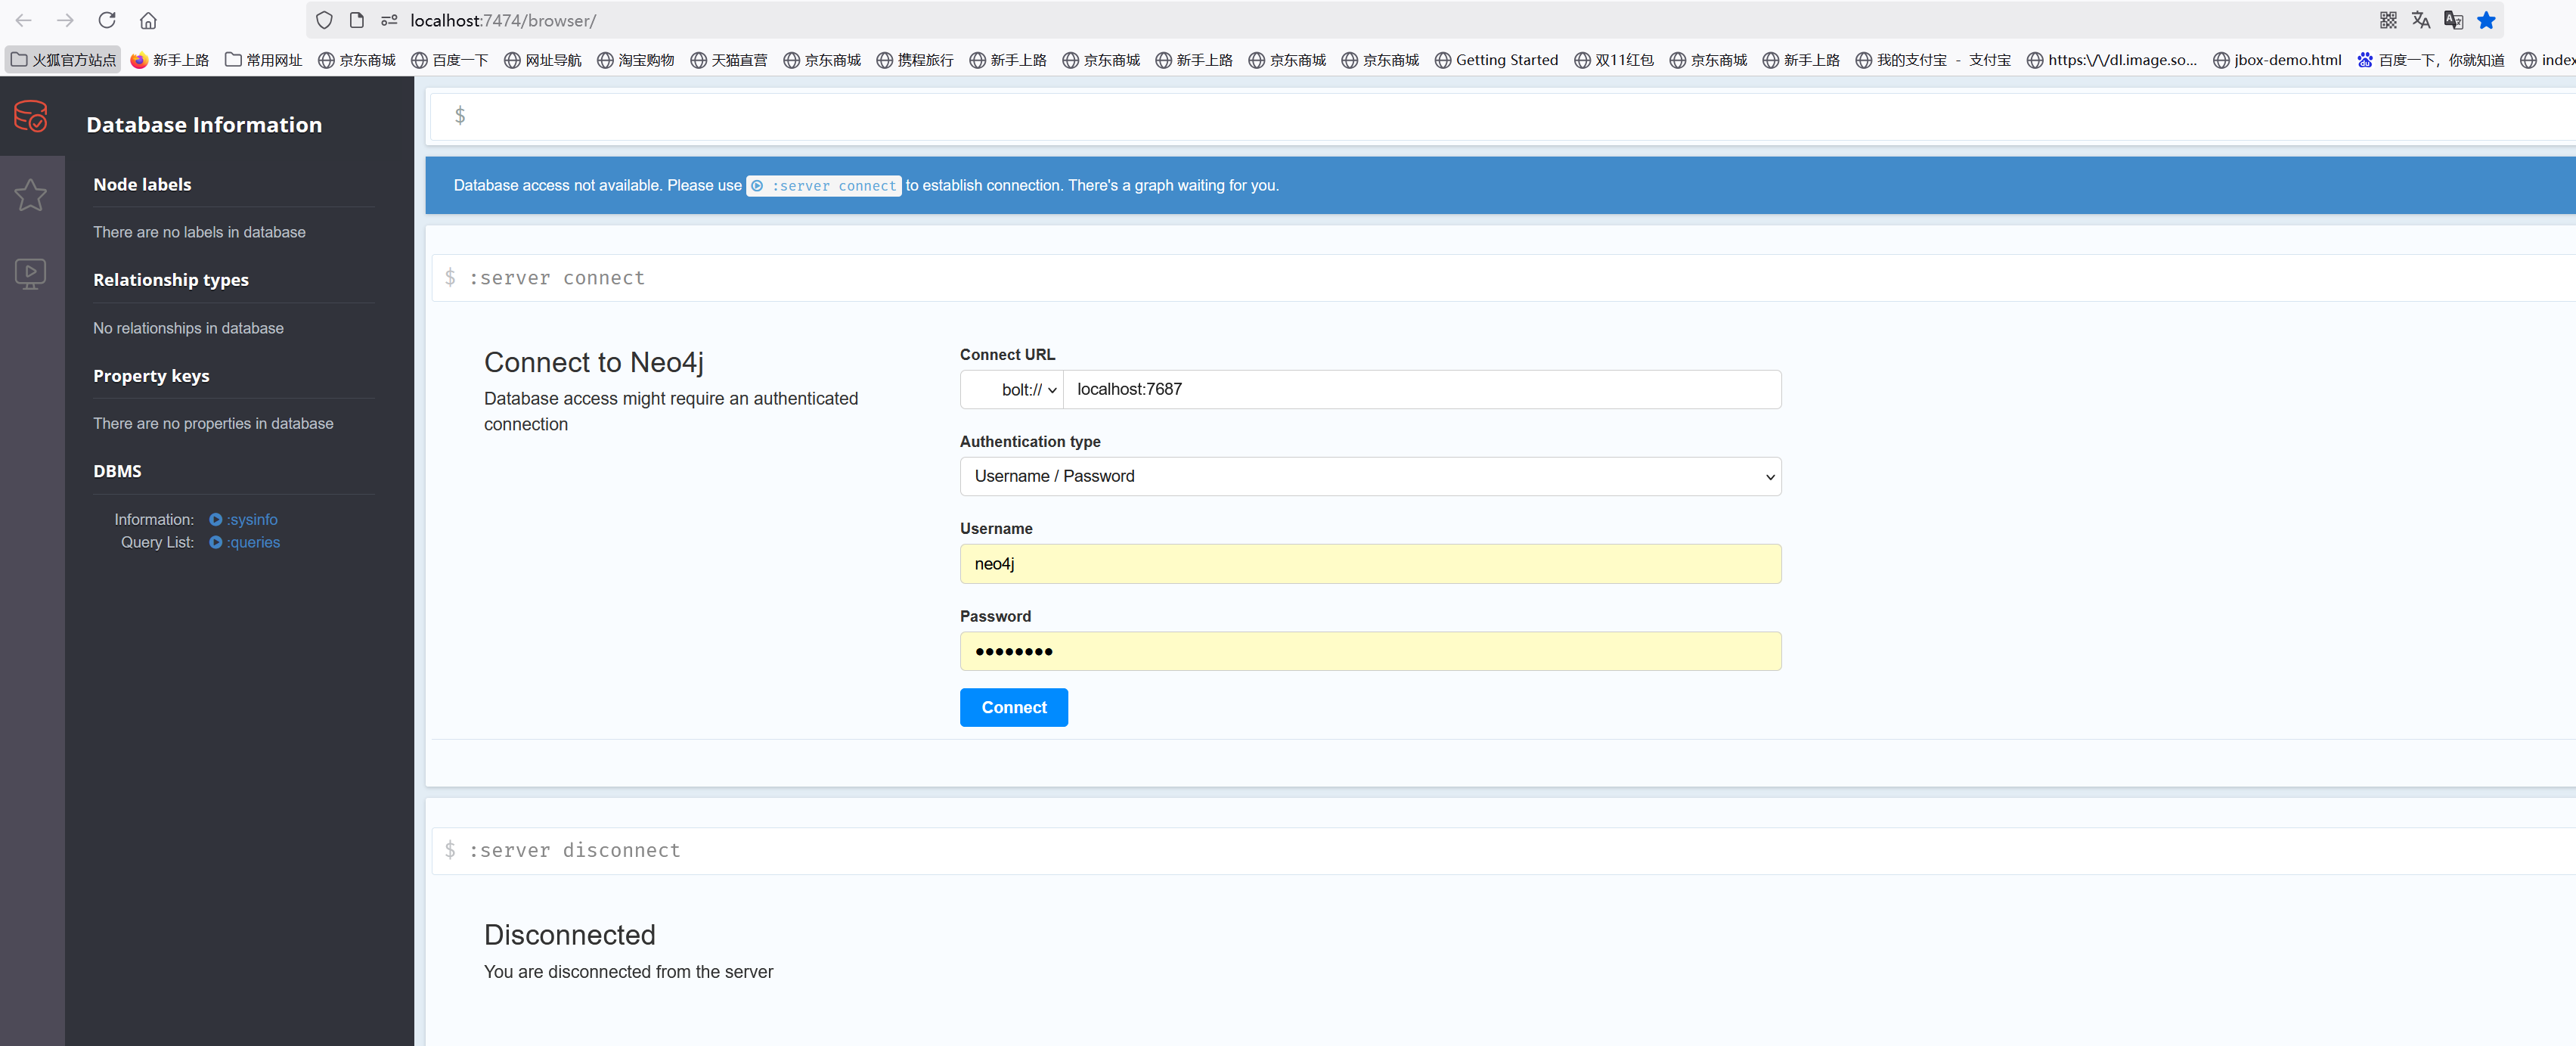 localhost:7474/browser/
火狐官方站点 新手上路 常用网址 京东商城 百度一下 网址导航 淘宝购物 天猫直营 京东商城 携程旅行 新手上路 京东商城 新手上路 京东商城 京东商城 Getting Started 双11红包 京东商城 新手上路 我的支付宝 - 支付宝 https:\/\/dl.image.so... jbox-demo.html 百度一下，你就知道 index
Database Information
Node labels
There are no labels in database
Relationship types
No relationships in database
Property keys
There are no properties in database
DBMS
Information: :sysinfo
Query List: :queries
$
Database access not available. Please use :server connect to establish connection. There's a graph waiting for you.
$ :server connect
Connect to Neo4j
Database access might require an authenticated
connection
Connect URL
bolt:// localhost:7687
Authentication type
Username / Password
Username
neo4j
Password
••••••••
Connect
$ :server disconnect
Disconnected
You are disconnected from the server